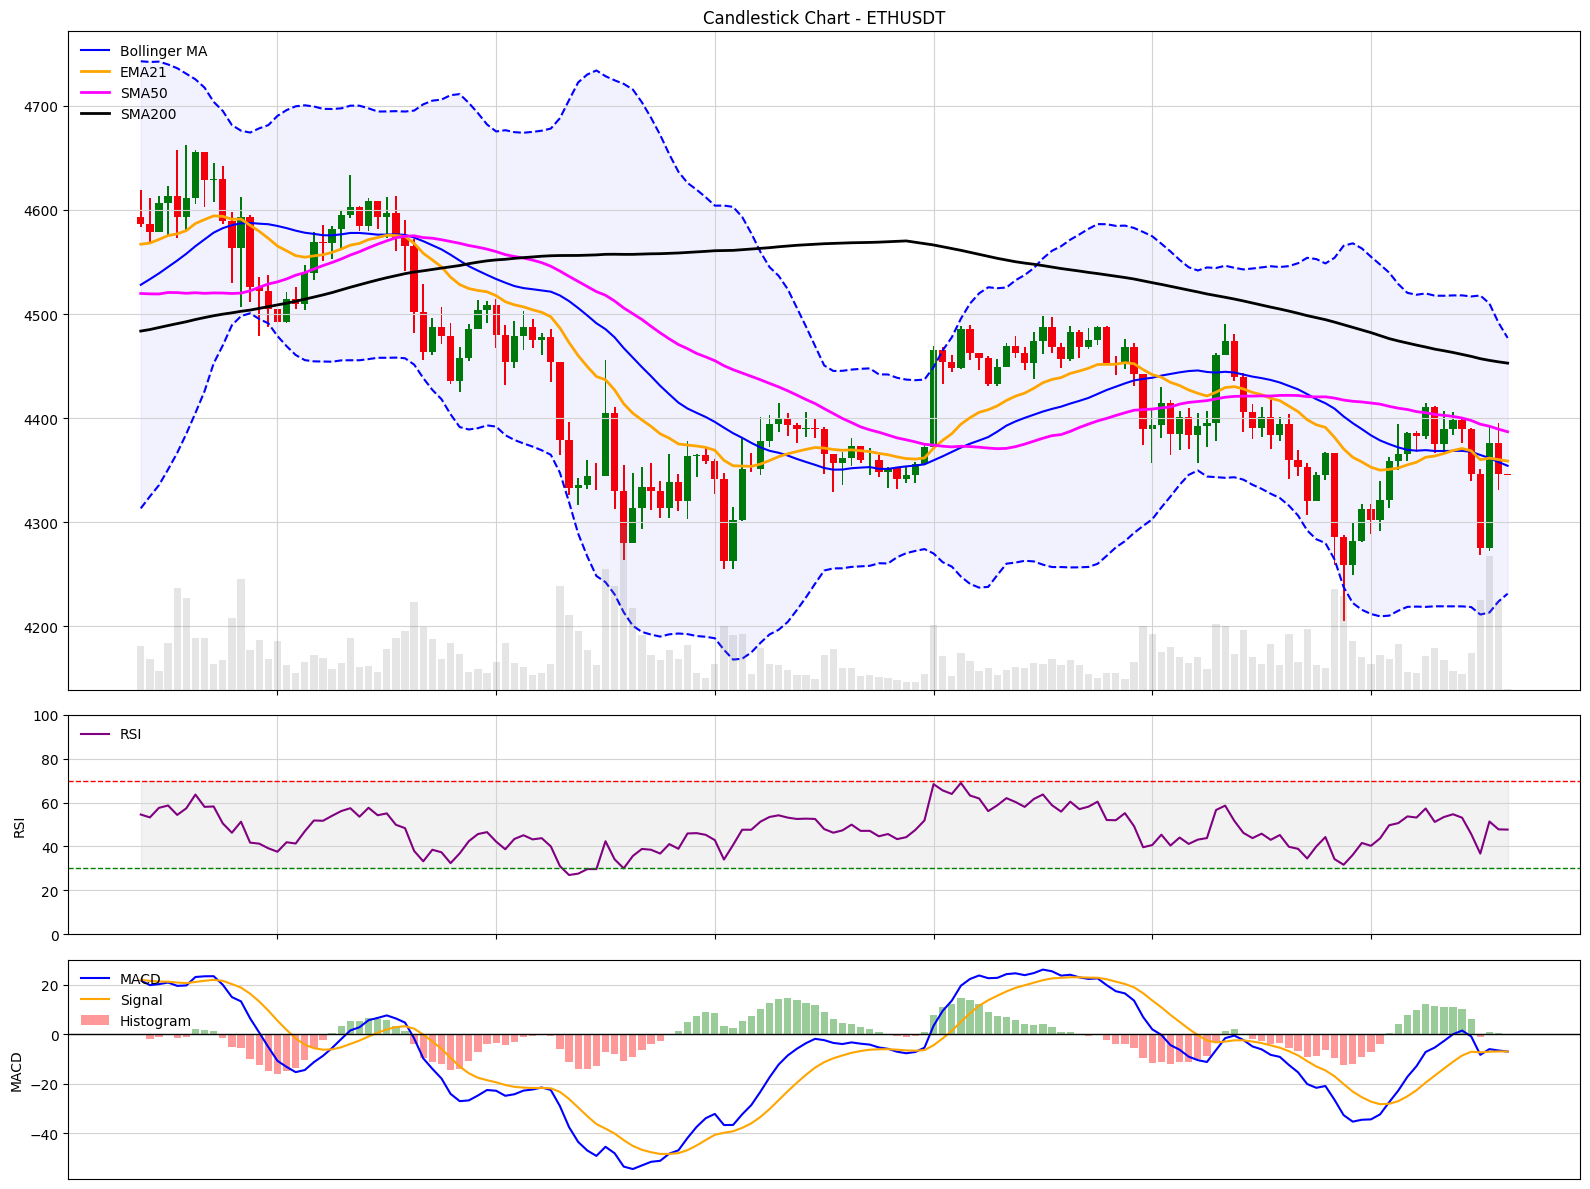 Candlestick Chart - ETHUSDT
Bollinger MA
EMA21
SMA50
SMA200
4700
4600
4500
4400
4300
4200
RSI
100
80
60
40
20
0
RSI
MACD
Signal
Histogram
20
0
−20
−40
MACD